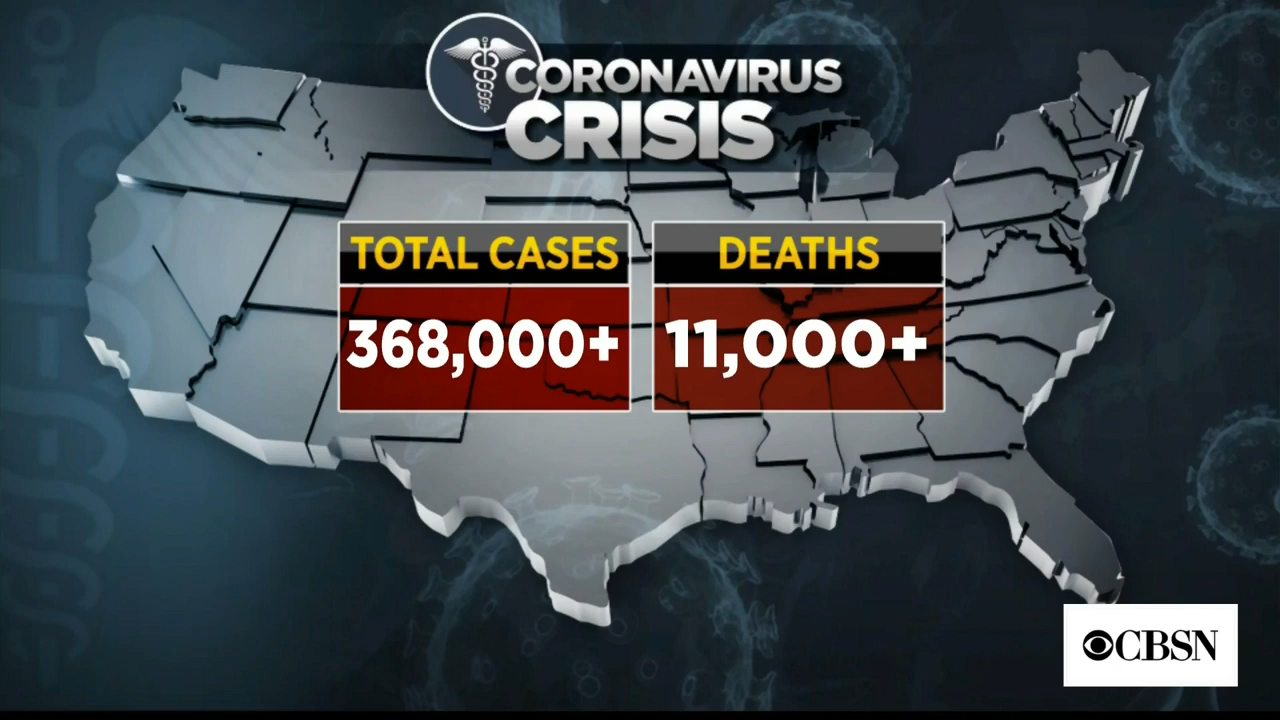 CORONAVIRUS
CRISIS
TOTAL CASES
368,000+
DEATHS
11,000+
CBSN